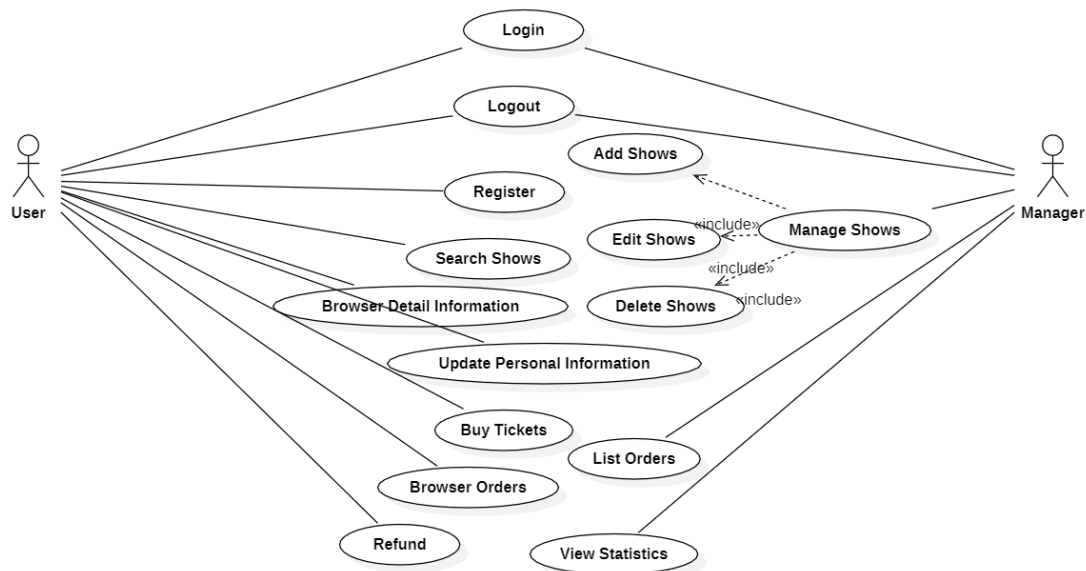 Login
Logout
Add Shows
Register
User
Manager
«include»
Manage Shows
Edit Shows
Search Shows
«include»
Browser Detail Information
Delete Shows
«include»
Update Personal Information
Buy Tickets
List Orders
Browser Orders
Refund
View Statistics